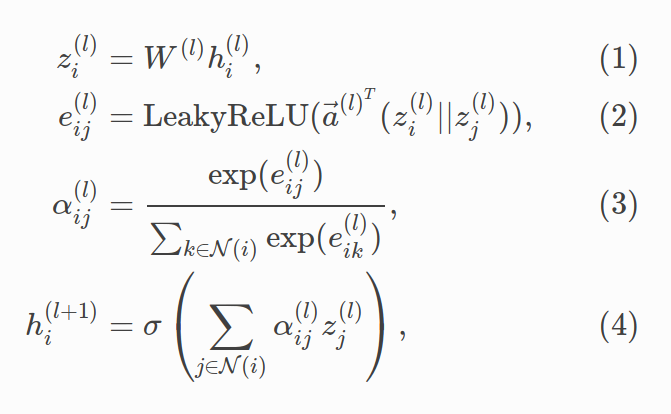 $z_i^{(l)} = W^{(l)} h_i^{(l)},$ (1)
$e_{ij}^{(l)} = \text{LeakyReLU}(\vec{a}^{(l)^T}(z_i^{(l)} || z_j^{(l)})),$ (2)
$\alpha_{ij}^{(l)} = \frac{\exp(e_{ij}^{(l)})}{\sum_{k \in \mathcal{N}(i)} \exp(e_{ik}^{(l)})},$ (3)
$h_i^{(l+1)} = \sigma \left( \sum_{j \in \mathcal{N}(i)} \alpha_{ij}^{(l)} z_j^{(l)} \right),$ (4)